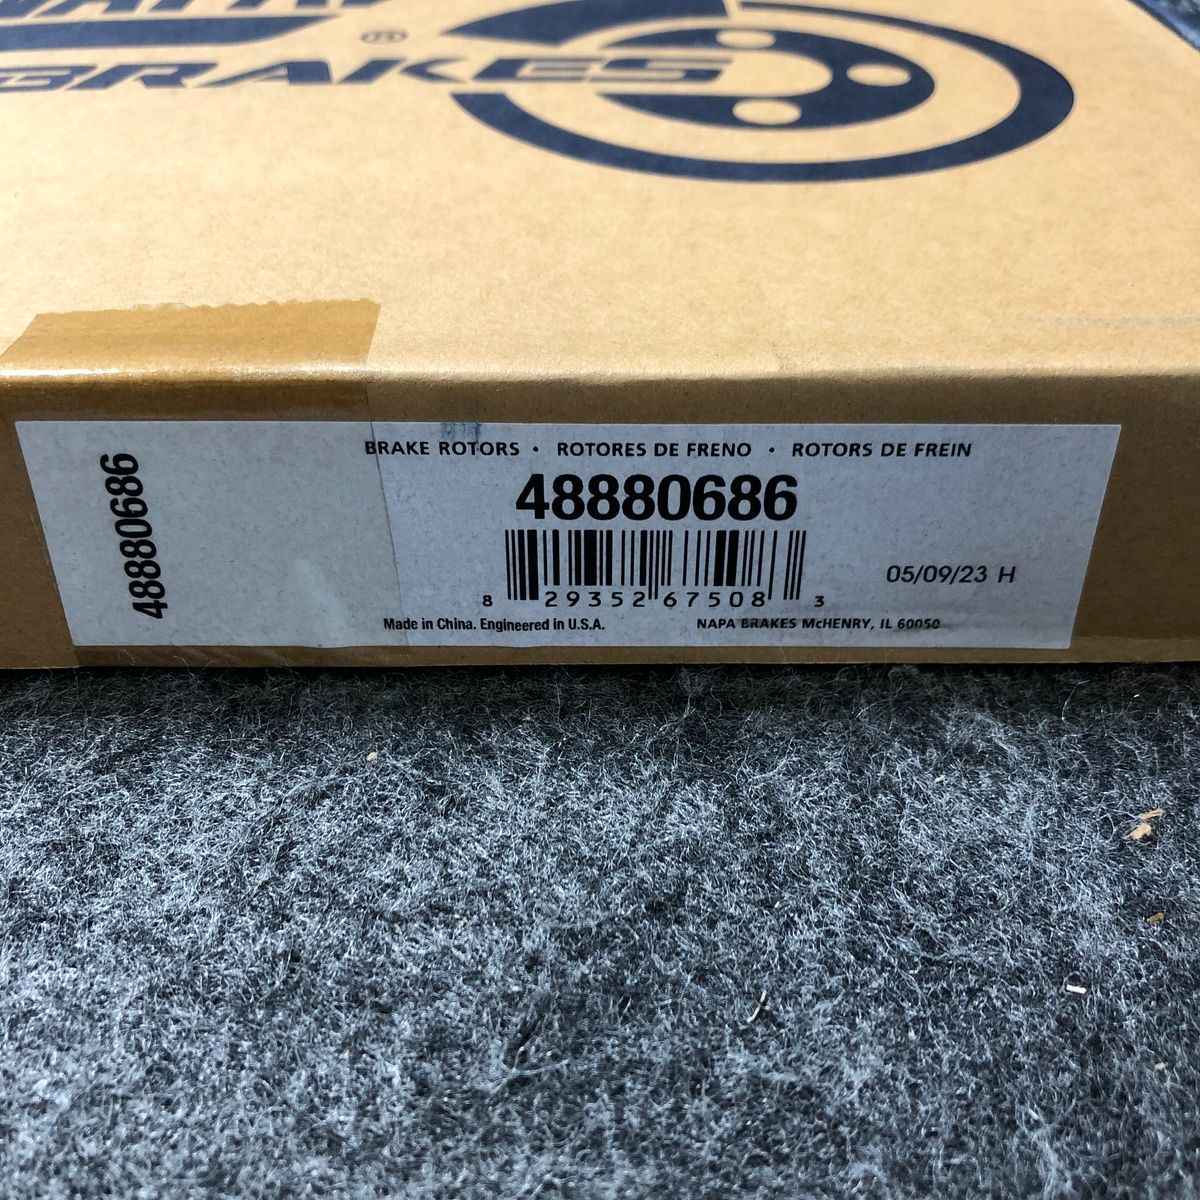 BRAKES®
BRAKE ROTORS • ROTORES DE FRENO • ROTORS DE FREIN
48880686
48880686
8 29352 67508 3
05/09/23 H
Made in China. Engineered in U.S.A.
NAPA BRAKES McHENRY, IL 60050